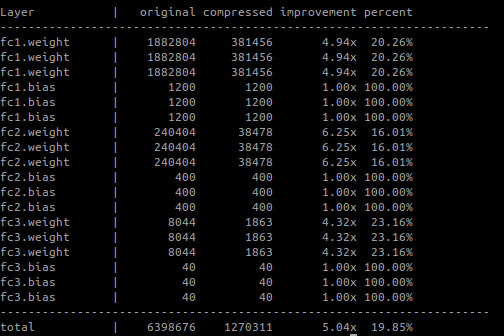 Layer | original compressed improvement percent
----------------------------------------------------------------------
fc1.weight | 1882804 381456 4.94x 20.26%
fc1.weight | 1882804 381456 4.94x 20.26%
fc1.weight | 1882804 381456 4.94x 20.26%
fc1.bias | 1200 1200 1.00x 100.00%
fc1.bias | 1200 1200 1.00x 100.00%
fc1.bias | 1200 1200 1.00x 100.00%
fc2.weight | 240404 38478 6.25x 16.01%
fc2.weight | 240404 38478 6.25x 16.01%
fc2.weight | 240404 38478 6.25x 16.01%
fc2.bias | 400 400 1.00x 100.00%
fc2.bias | 400 400 1.00x 100.00%
fc2.bias | 400 400 1.00x 100.00%
fc3.weight | 8044 1863 4.32x 23.16%
fc3.weight | 8044 1863 4.32x 23.16%
fc3.weight | 8044 1863 4.32x 23.16%
fc3.bias | 40 40 1.00x 100.00%
fc3.bias | 40 40 1.00x 100.00%
fc3.bias | 40 40 1.00x 100.00%
----------------------------------------------------------------------
total | 6398676 1270311 5.04x 19.85%